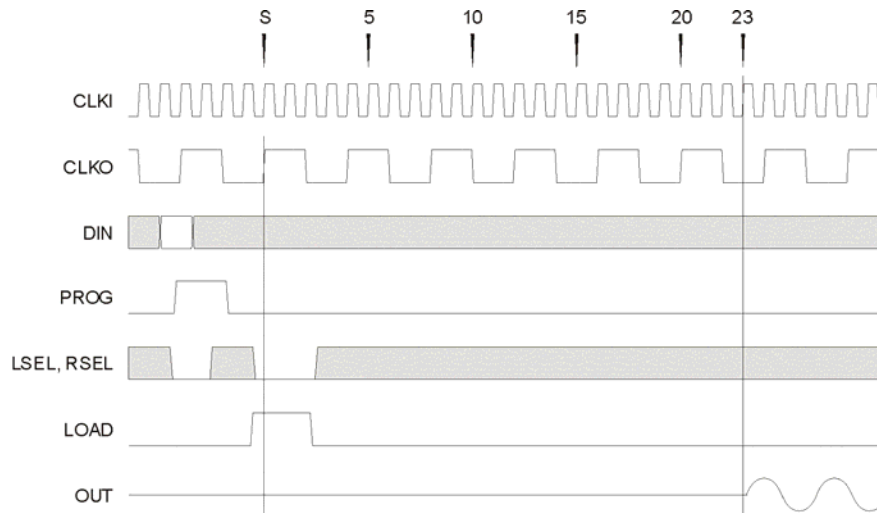 S 5 10 15 20 23
CLKI
CLKO
DIN
PROG
LSEL, RSEL
LOAD
OUT